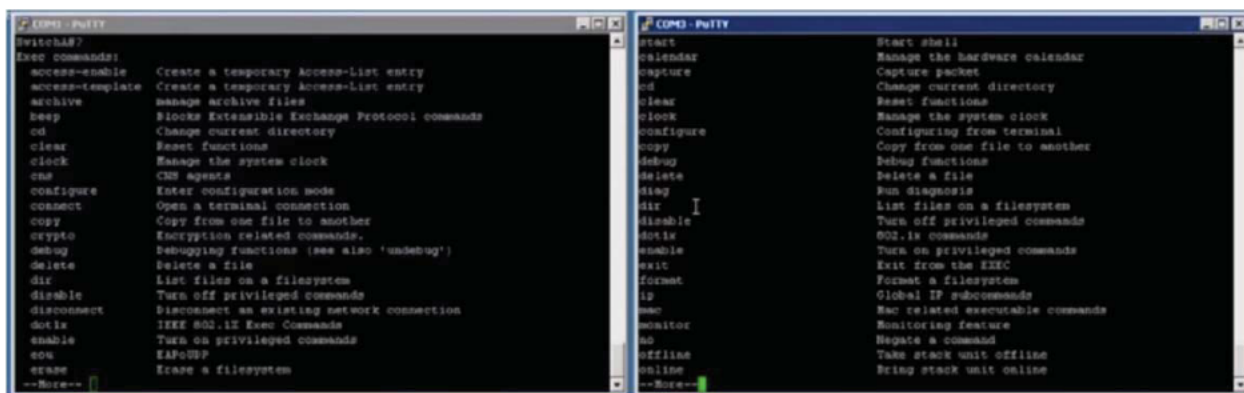 COM3 - PuTTY
SwitchA#?
Exec commands:
access-enable Create a temporary Access-List entry
access-template Create a temporary Access-List entry
archive manage archive files
beep Blocks Extensible Exchange Protocol commands
cd Change current directory
clear Reset functions
clock Manage the system clock
cns CNS agents
configure Enter configuration mode
connect Open a terminal connection
copy Copy from one file to another
crypto Encryption related commands.
debug Debugging functions (see also 'undebug')
delete Delete a file
dir List files on a filesystem
disable Turn off privileged commands
disconnect Disconnect an existing network connection
dot1x IEEE 802.1X Exec Commands
enable Turn on privileged commands
eou EAPoUDP
erase Erase a filesystem
--More--
COM3 - PuTTY
start Start shell
calendar Manage the hardware calendar
capture Capture packet
cd Change current directory
clear Reset functions
clock Manage the system clock
configure Configuring from terminal
copy Copy from one file to another
debug Debug functions
delete Delete a file
diag Run diagnosis
dir List files on a filesystem
disable Turn off privileged commands
dot1x 802.1x commands
enable Turn on privileged commands
exit Exit from the EXEC
format Format a filesystem
ip Global IP subcommands
mac Mac related executable commands
monitor Monitoring feature
no Negate a command
offline Take stack unit offline
online Bring stack unit online
--More--